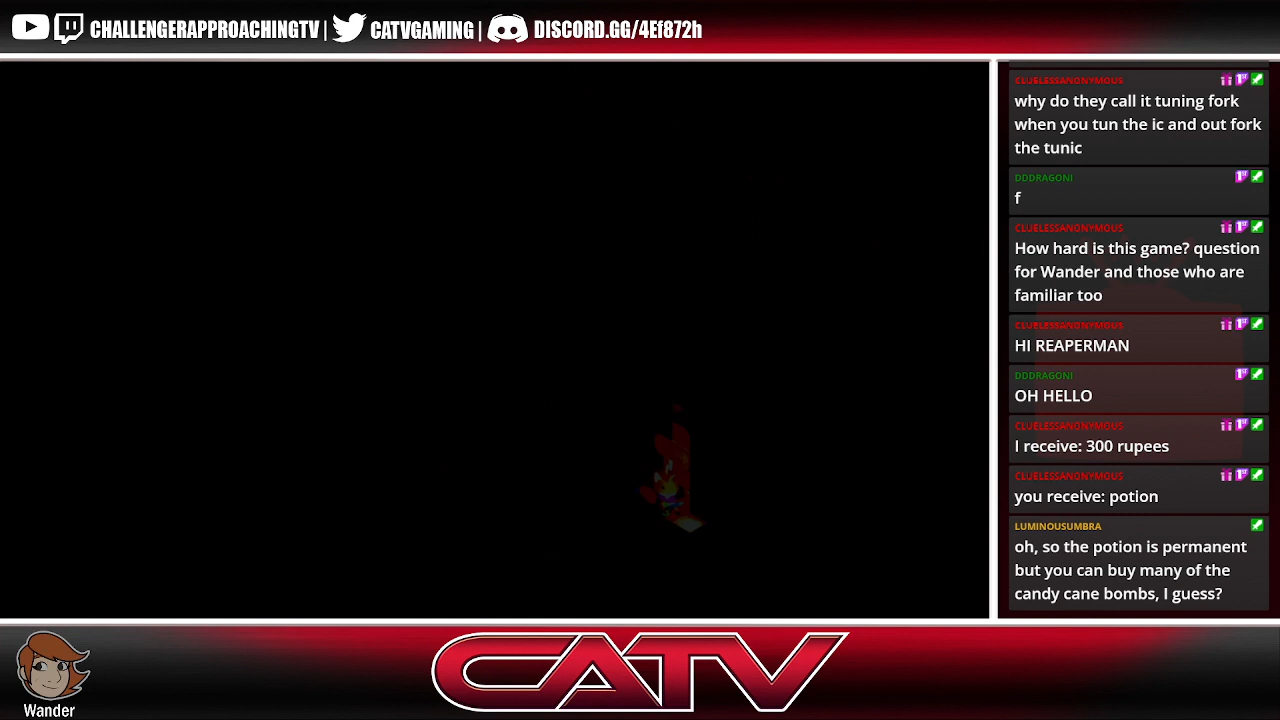 CHALLENGERAPPROACHINGTV | CATVGAMING | DISCORD.GG/4Ef872h
CLUELESSANONYMOUS
why do they call it tuning fork
when you tun the ic and out fork
the tunic
DDDRAGONI
f
CLUELESSANONYMOUS
How hard is this game? question
for Wander and those who are
familiar too
CLUELESSANONYMOUS
HI REAPERMAN
DDDRAGONI
OH HELLO
CLUELESSANONYMOUS
I receive: 300 rupees
CLUELESSANONYMOUS
you receive: potion
LUMINOUSUMBRA
oh, so the potion is permanent
but you can buy many of the
candy cane bombs, I guess?
CATV
Wander